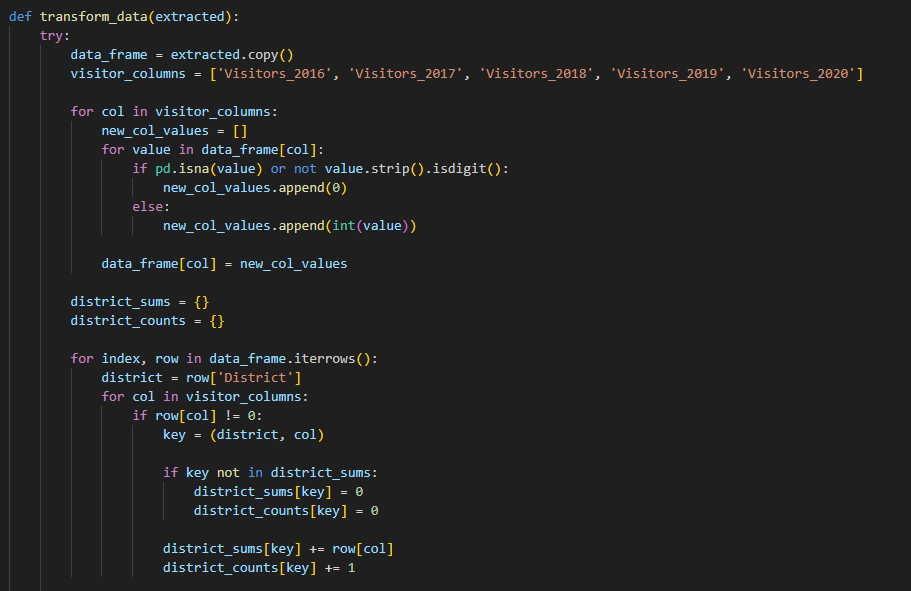 def transform_data(extracted):
    try:
        data_frame = extracted.copy()
        visitor_columns = ['Visitors_2016', 'Visitors_2017', 'Visitors_2018', 'Visitors_2019', 'Visitors_2020']

        for col in visitor_columns:
            new_col_values = []
            for value in data_frame[col]:
                if pd.isna(value) or not value.strip().isdigit():
                    new_col_values.append(0)
                else:
                    new_col_values.append(int(value))

            data_frame[col] = new_col_values

        district_sums = {}
        district_counts = {}

        for index, row in data_frame.iterrows():
            district = row['District']
            for col in visitor_columns:
                if row[col] != 0:
                    key = (district, col)

                    if key not in district_sums:
                        district_sums[key] = 0
                        district_counts[key] = 0

                    district_sums[key] += row[col]
                    district_counts[key] += 1